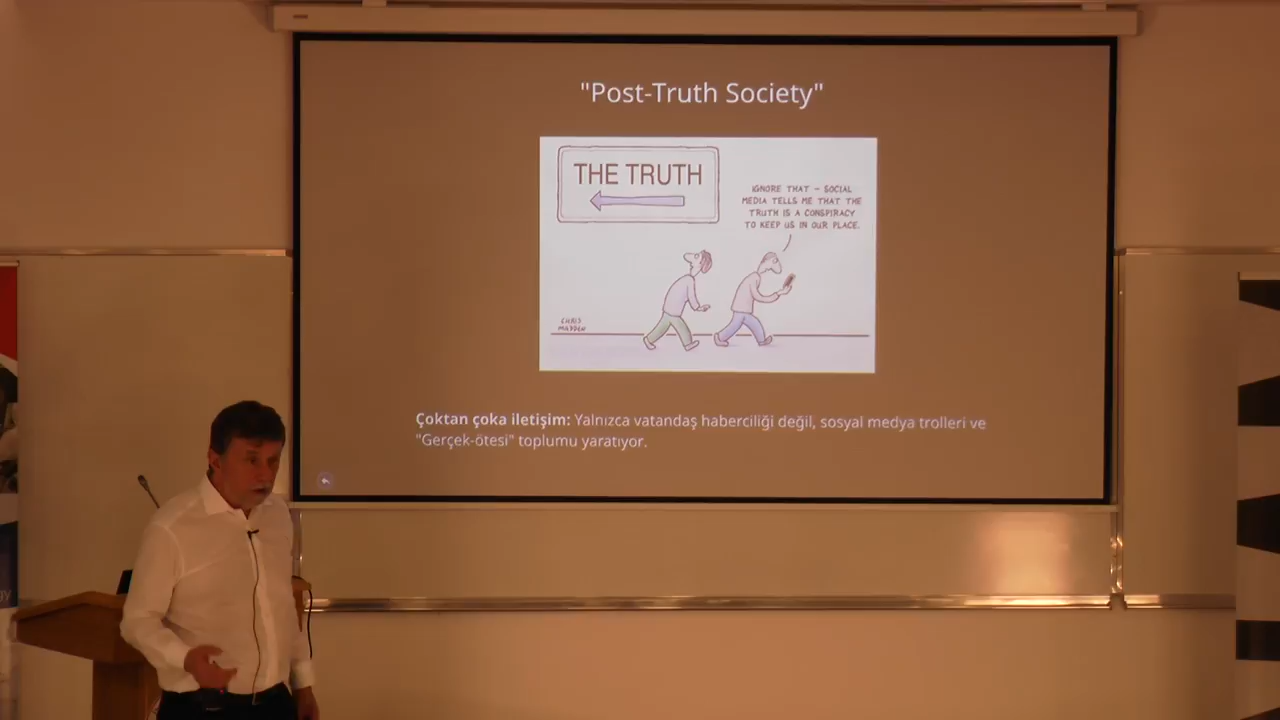 "Post-Truth Society"
THE TRUTH
IGNORE THAT - SOCIAL
MEDIA TELLS ME THAT THE
TRUTH IS A CONSPIRACY
TO KEEP US IN OUR PLACE.
CHRIS
MADDEN
Çoktan çoka iletişim: Yalnızca vatandaş haberciliği değil, sosyal medya trolleri ve
"Gerçek-ötesi" toplumu yaratıyor.